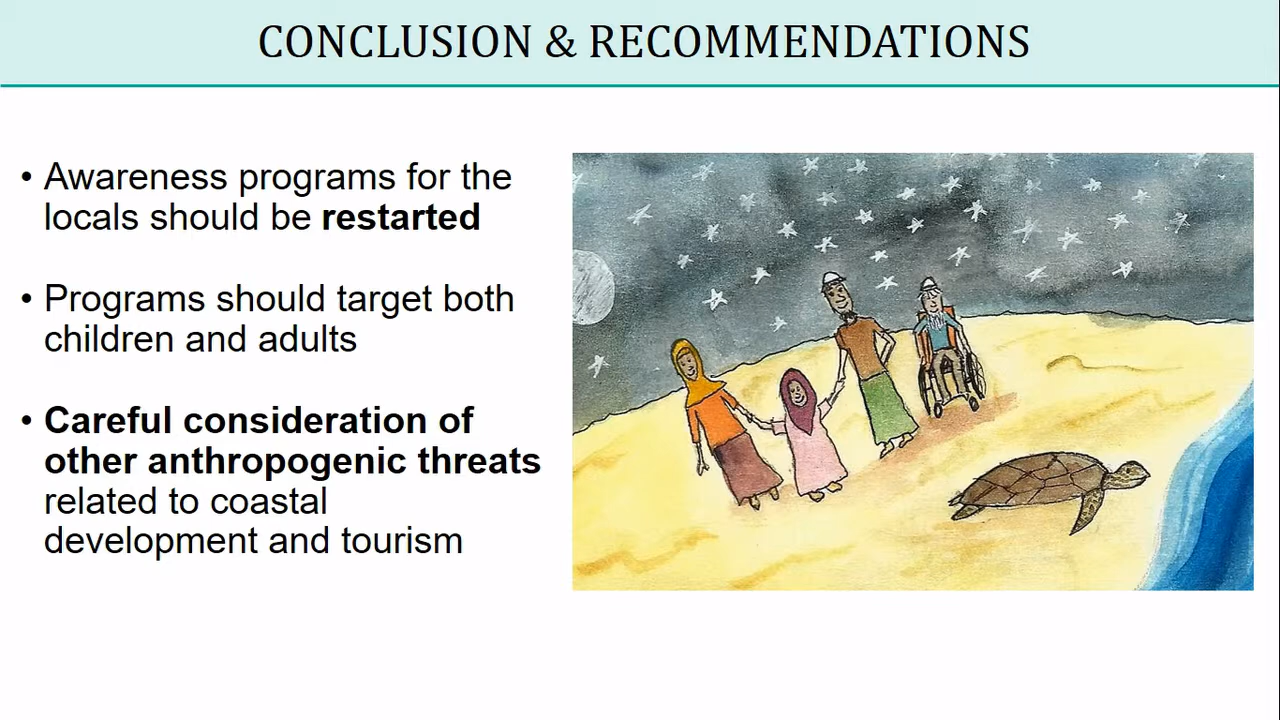 CONCLUSION & RECOMMENDATIONS
• Awareness programs for the
locals should be restarted
• Programs should target both
children and adults
• Careful consideration of
other anthropogenic threats
related to coastal
development and tourism